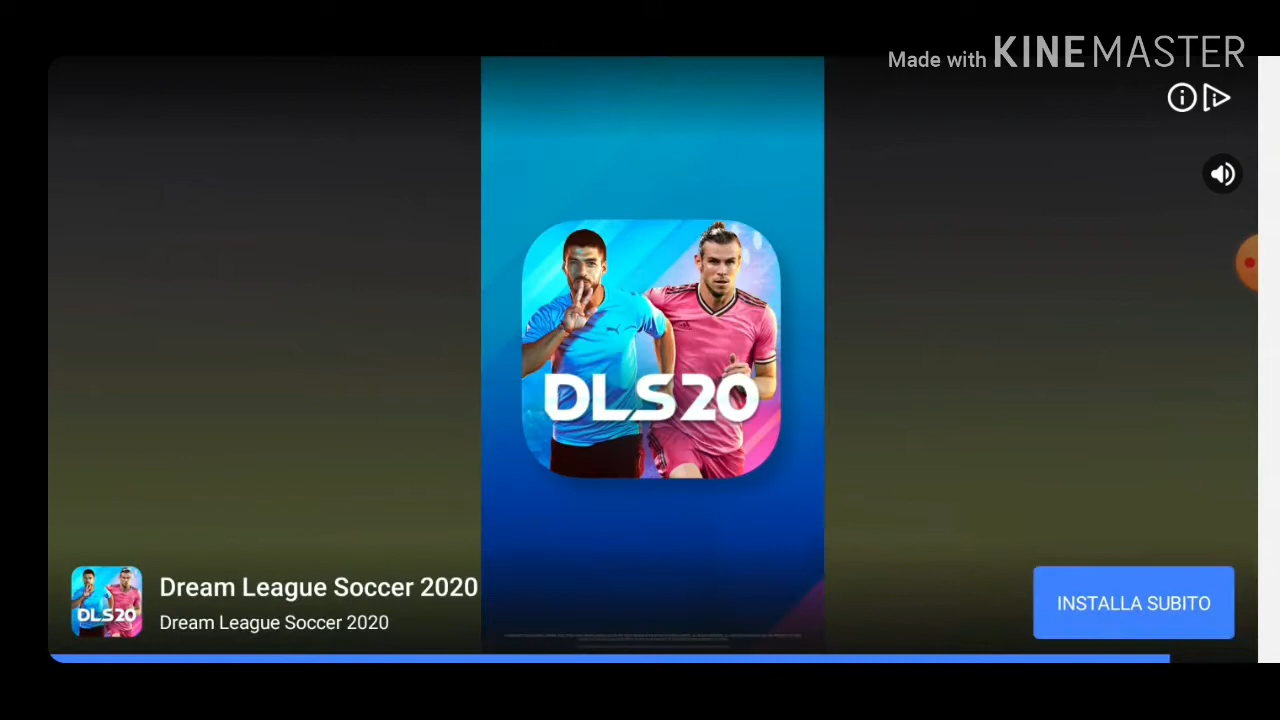 Made with KINEMASTER
DLS20
DLS20
Dream League Soccer 2020
Dream League Soccer 2020
INSTALLA SUBITO